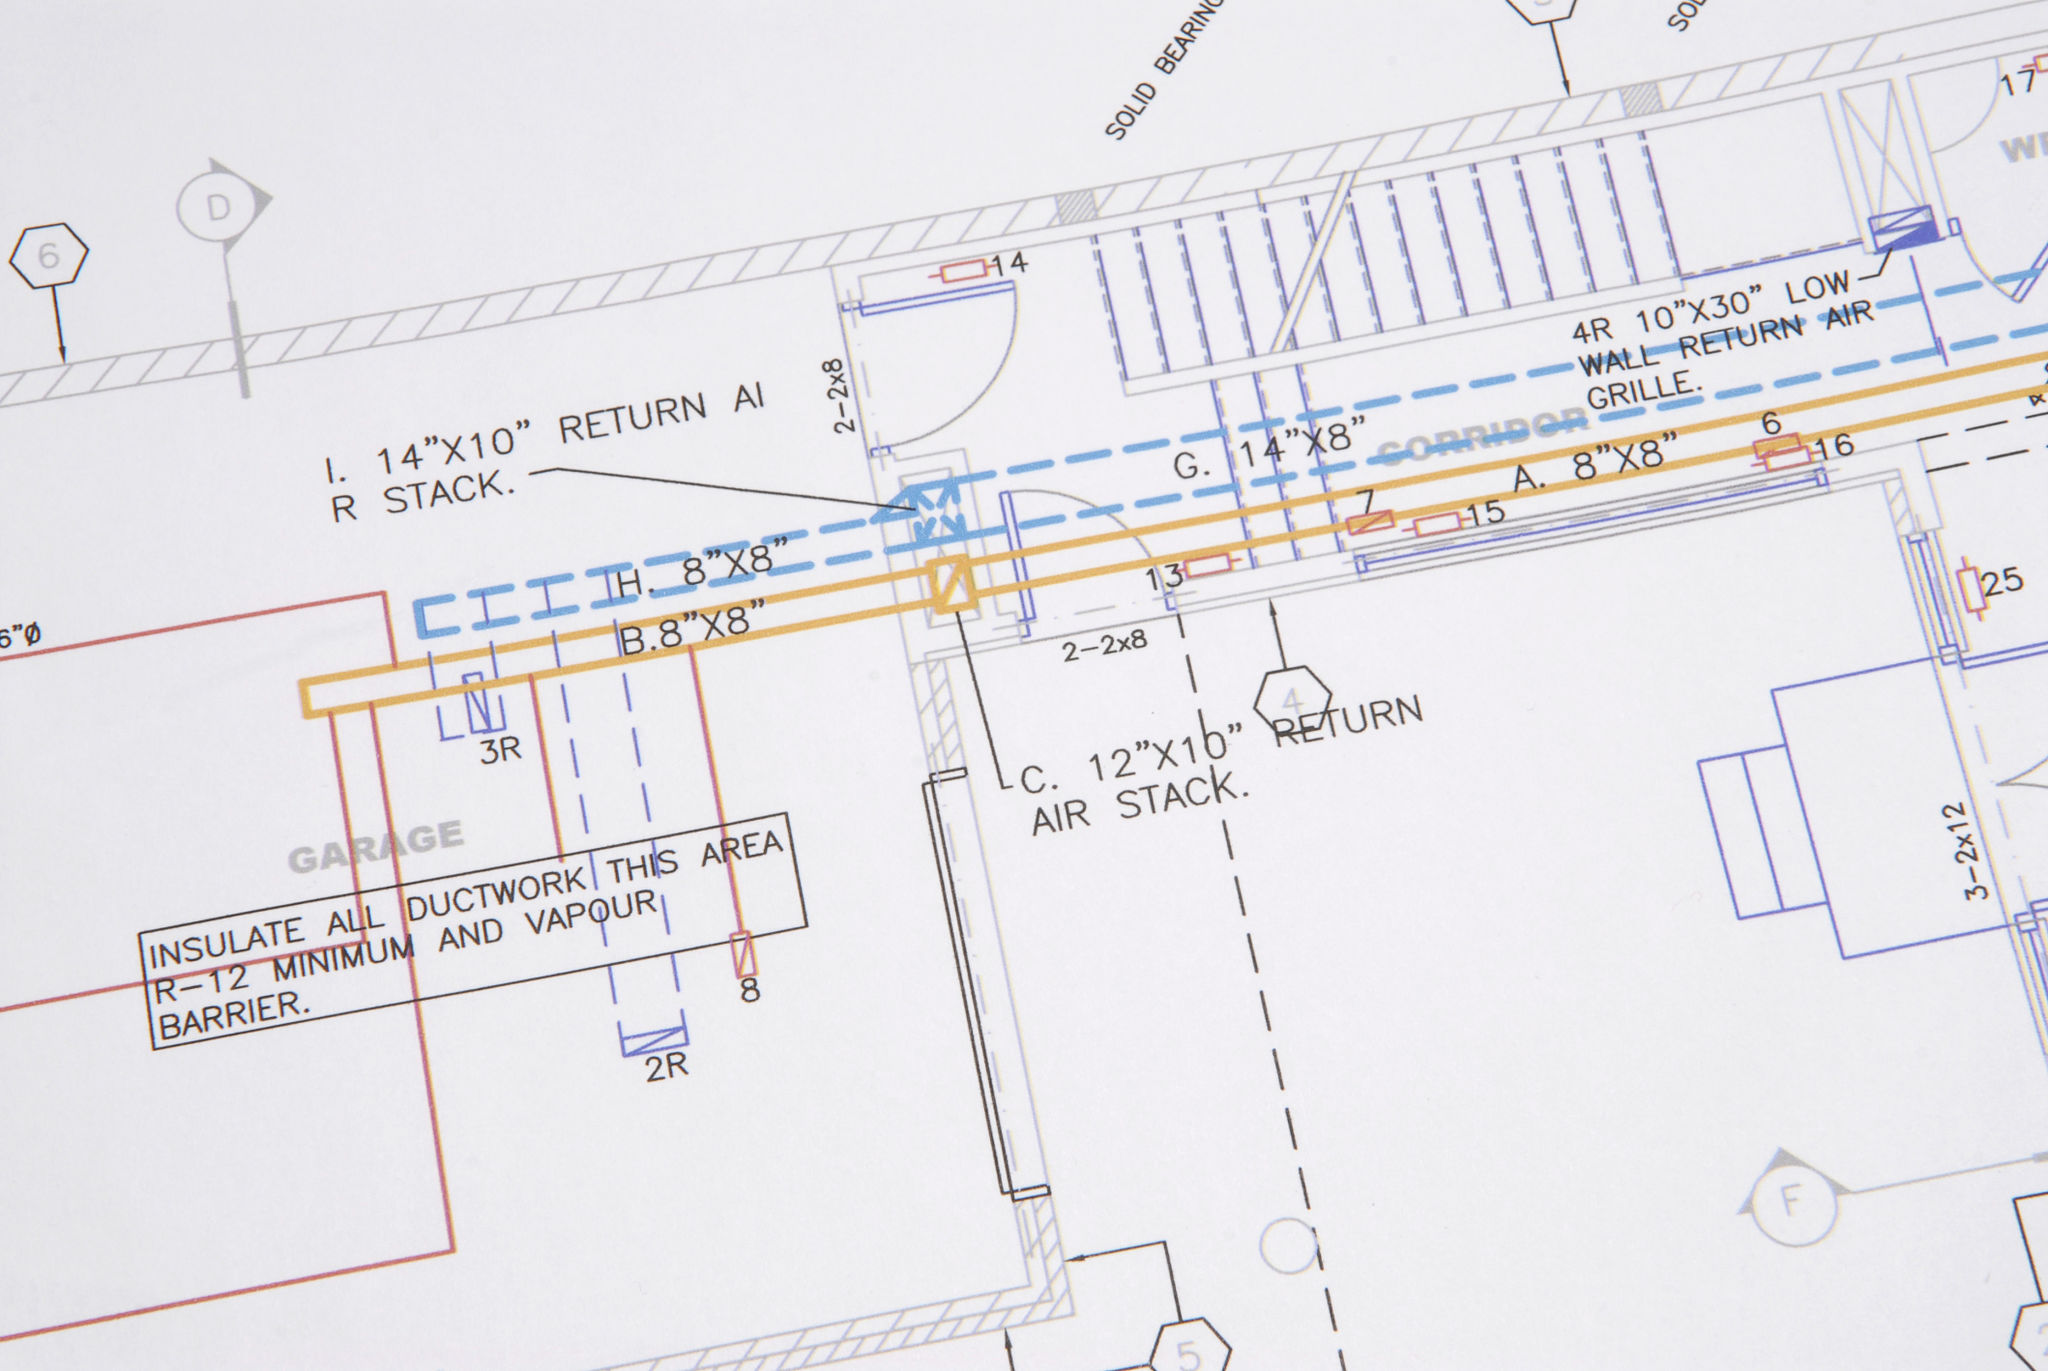 SOLID BEARING
17
6
D
14
2-2x8
4R 10"X30" LOW
WALL RETURN AIR
GRILLE.
I. 14"X10" RETURN AI
R STACK.
G. 14"X8"
CORRIDOR
A. 8"X8"
6
16
7
15
13
25
H. 8"X8"
B.8"X8"
6"Ø
2-2x8
4
3R
C. 12"X10" RETURN
AIR STACK.
GARAGE
INSULATE ALL DUCTWORK THIS AREA
R-12 MINIMUM AND VAPOUR
BARRIER.
3-2x12
8
2R
F
5